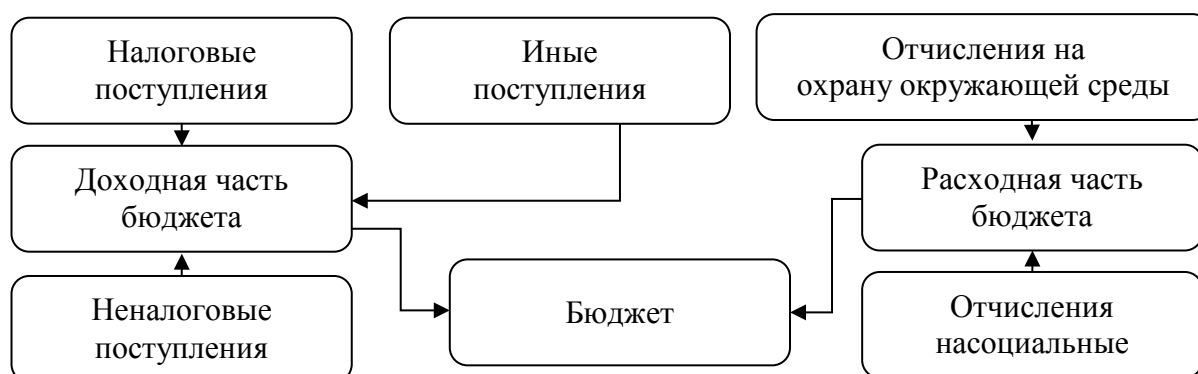 Налоговые
поступления
Иные
поступления
Отчисления на
охрану окружающей среды
Доходная часть
бюджета
Расходная часть
бюджета
Неналоговые
поступления
Бюджет
Отчисления
насоциальные